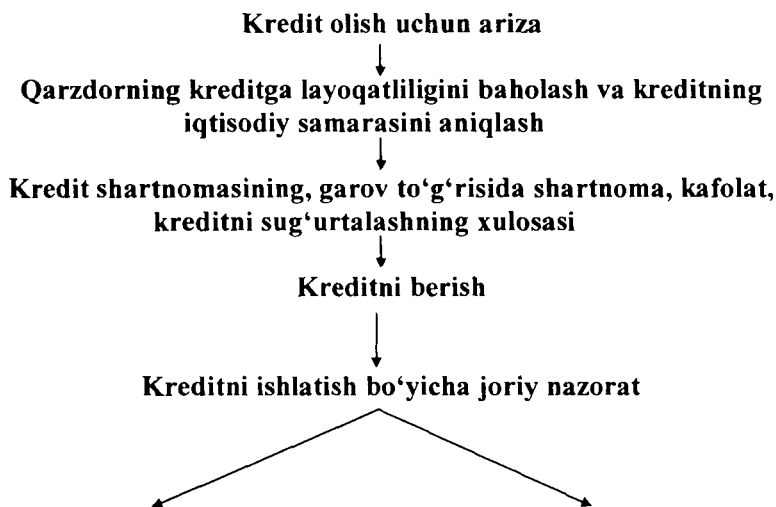 Kredit olish uchun ariza
Qarzdorning kreditga layoqatliligini baholash va kreditning
iqtisodiy samarasini aniqlash
Kredit shartnomasining, garov to‘g‘risida shartnoma, kafolat,
kreditni sug‘urtalashning xulosasi
Kreditni berish
Kreditni ishlatish bo‘yicha joriy nazorat